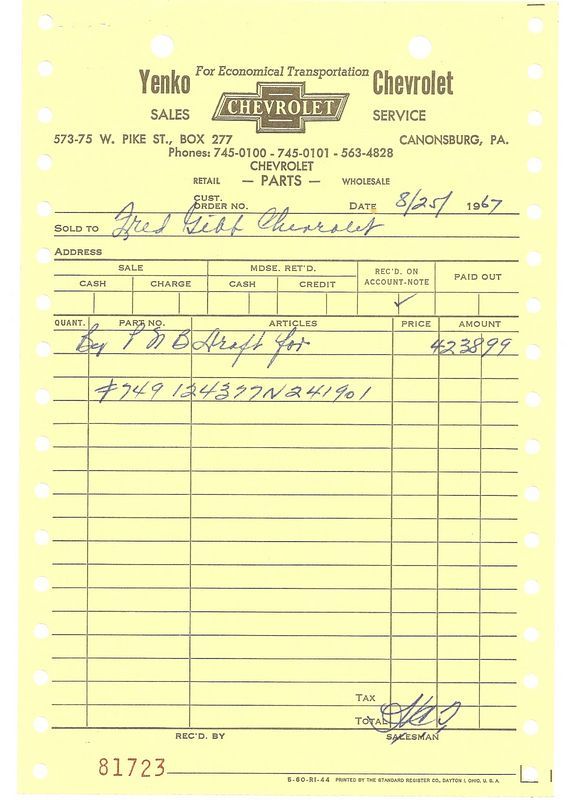 For Economical Transportation
Yenko CHEVROLET Chevrolet
SALES SERVICE
573-75 W. PIKE ST., BOX 277 CANONSBURG, PA.
Phones: 745-0100 - 745-0101 - 563-4828
CHEVROLET
RETAIL — PARTS — WHOLESALE
CUST. ORDER NO. DATE 8/25/ 1967
SOLD TO Fred Gibb Chevrolet
ADDRESS
SALE MDSE. RET'D. REC'D. ON ACCOUNT-NOTE PAID OUT
CASH CHARGE CASH CREDIT
✓
QUANT. PART NO. ARTICLES PRICE AMOUNT
By P N B Draft for 423899
#749 124377N241901
TAX
TOTAL
REC'D. BY SALESMAN
81723
6-60-RI-44 PRINTED BY THE STANDARD REGISTER CO., DAYTON 1, OHIO, U. S. A.